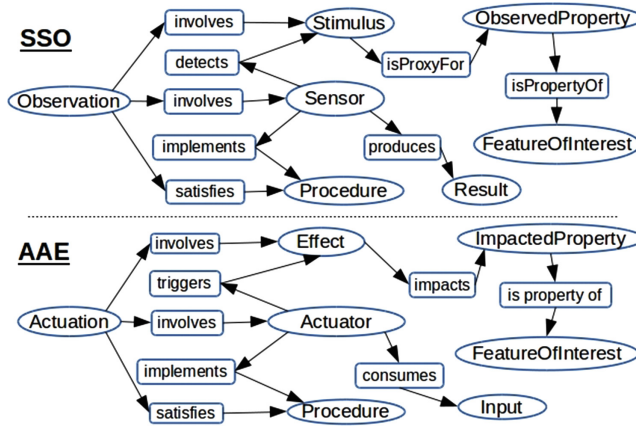 SSO
involves
Stimulus
ObservedProperty
detects
isProxyFor
isPropertyOf
Observation
involves
Sensor
implements
produces
FeatureOfInterest
satisfies
Procedure
Result
AAE
involves
Effect
ImpactedProperty
triggers
impacts
is property of
Actuation
involves
Actuator
FeatureOfInterest
implements
consumes
satisfies
Procedure
Input